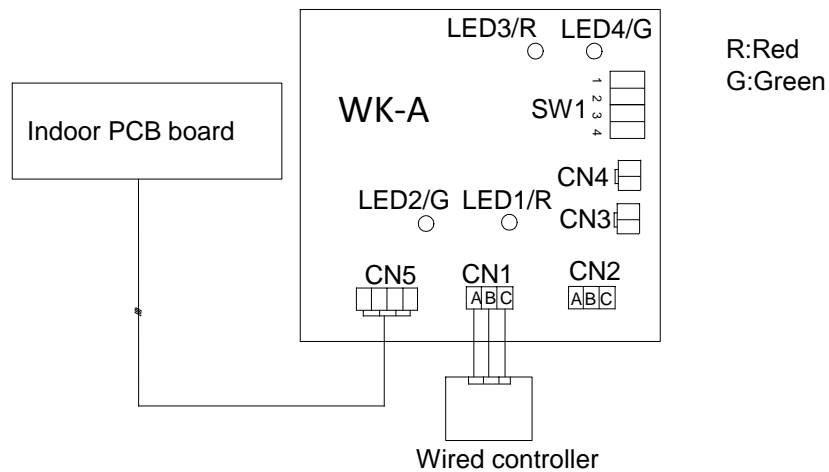 LED3/R LED4/G
R:Red
G:Green
WK-A
SW1
1
2
3
4
Indoor PCB board
CN4
LED2/G LED1/R
CN3
CN5 CN1 CN2
A B C
A B C
Wired controller